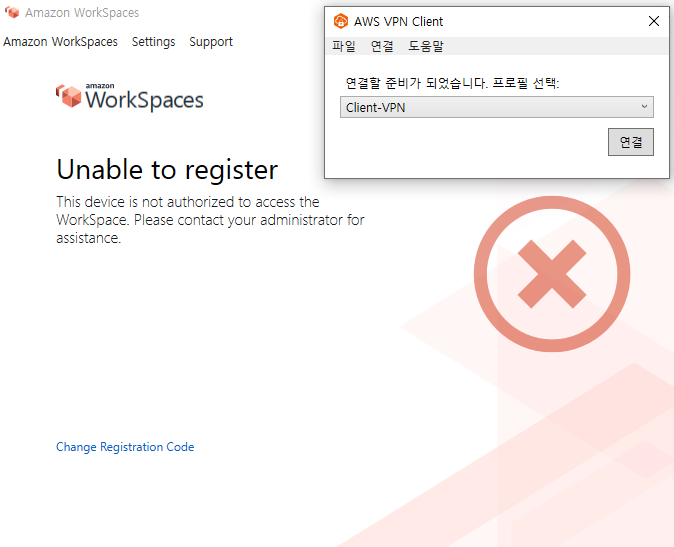 Amazon WorkSpaces
Amazon WorkSpaces Settings Support
amazon
WorkSpaces
Unable to register
This device is not authorized to access the
WorkSpace. Please contact your administrator for
assistance.
Change Registration Code
AWS VPN Client
파일 연결 도움말
연결할 준비가 되었습니다. 프로필 선택:
Client-VPN
연결